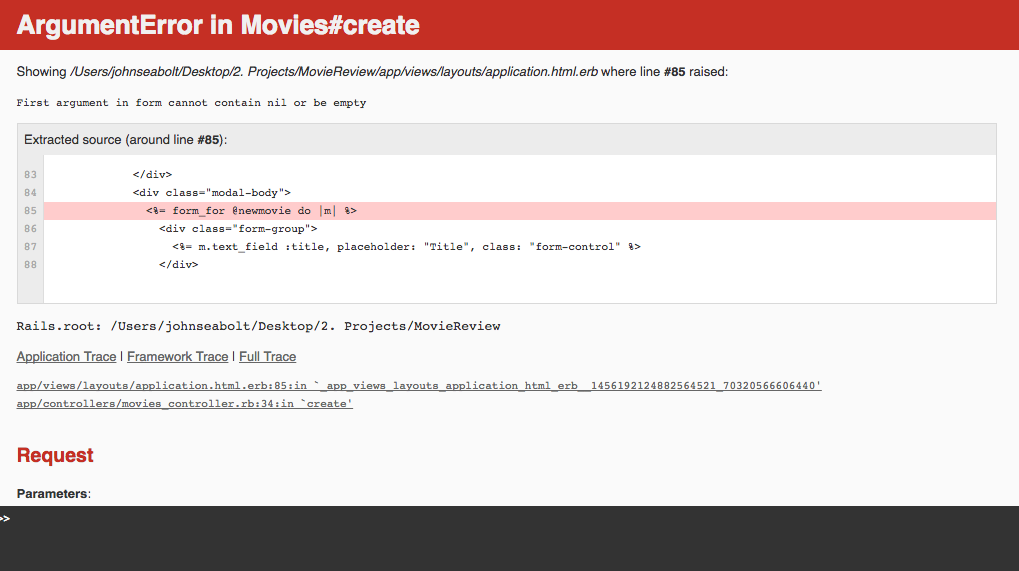 ArgumentError in Movies#create
Showing /Users/johnseabolt/Desktop/2. Projects/MovieReview/app/views/layouts/application.html.erb where line #85 raised:
First argument in form cannot contain nil or be empty
Extracted source (around line #85):
83 </div>
84 <div class="modal-body">
85 <%= form_for @newmovie do |m| %>
86 <div class="form-group">
87 <%= m.text_field :title, placeholder: "Title", class: "form-control" %>
88 </div>
Rails.root: /Users/johnseabolt/Desktop/2. Projects/MovieReview
Application Trace | Framework Trace | Full Trace
app/views/layouts/application.html.erb:85:in `_app_views_layouts_application_html_erb__1456192124882564521_70320566606440'
app/controllers/movies_controller.rb:34:in `create'
Request
Parameters:
>>